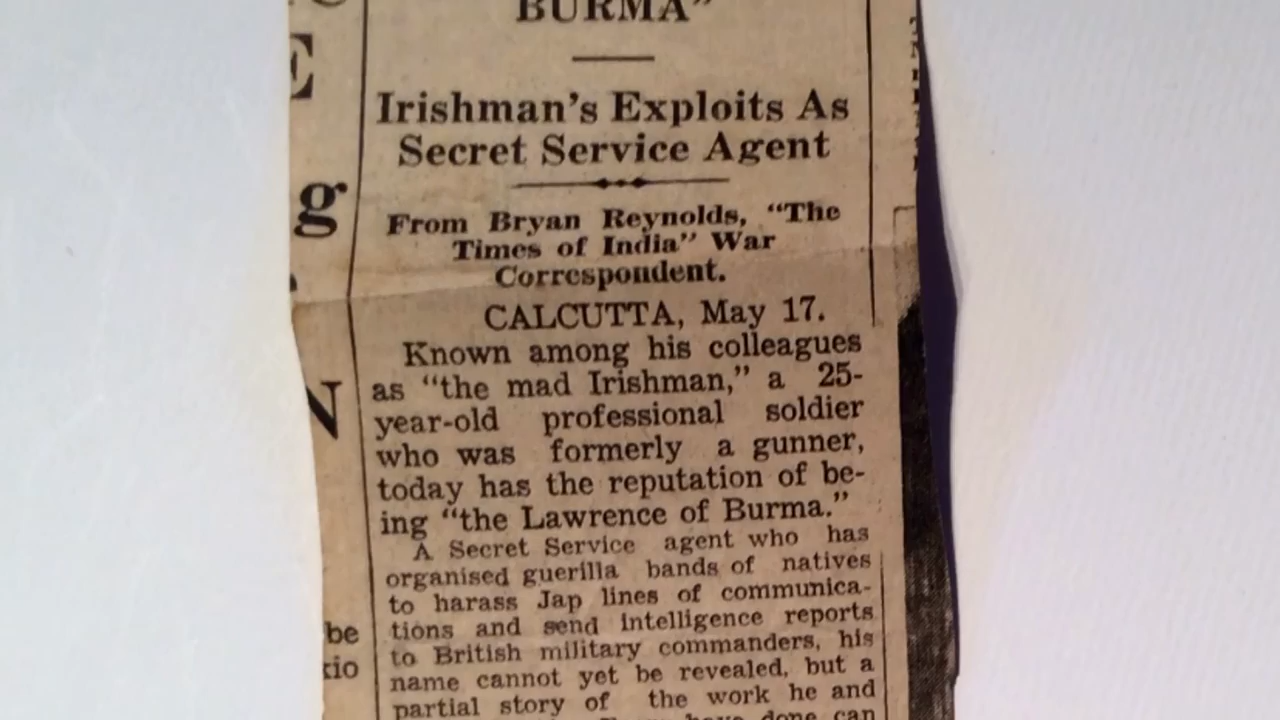 BURMA"
Irishman's Exploits As
Secret Service Agent
From Bryan Reynolds, "The
Times of India" War
Correspondent.
CALCUTTA, May 17.
Known among his colleagues
as "the mad Irishman," a 25-
year-old professional soldier
who was formerly a gunner,
today has the reputation of be-
ing "the Lawrence of Burma."
A Secret Service agent who has
organised guerilla bands of natives
to harass Jap lines of communica-
tions and send intelligence reports
to British military commanders, his
name cannot yet be revealed, but a
partial story of the work he and
have done can
E
g
N
be